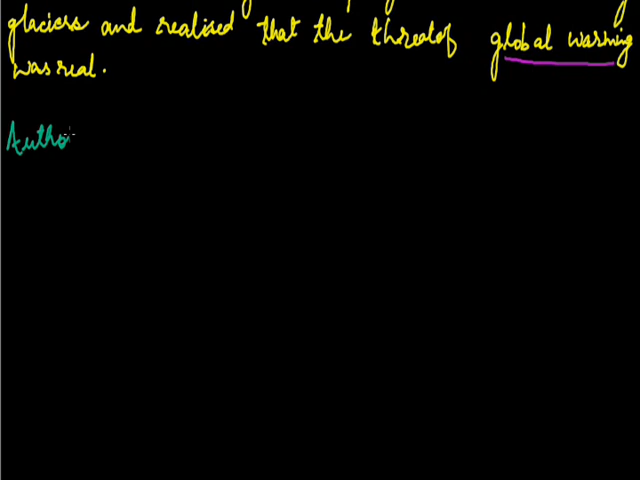 glaciers and realised that the threat of global warming
was real.
Autho